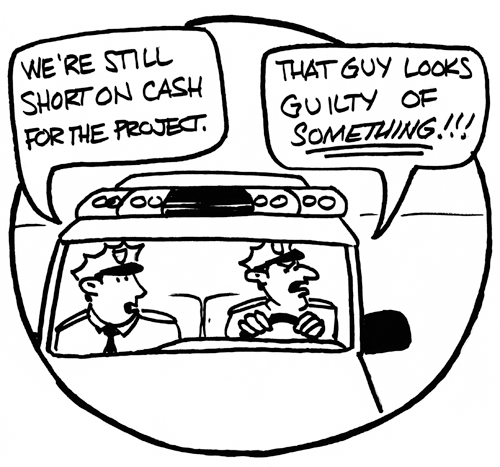 WE'RE STILL
SHORT ON CASH
FOR THE PROJECT.
THAT GUY LOOKS
GUILTY OF
SOMETHING!!!